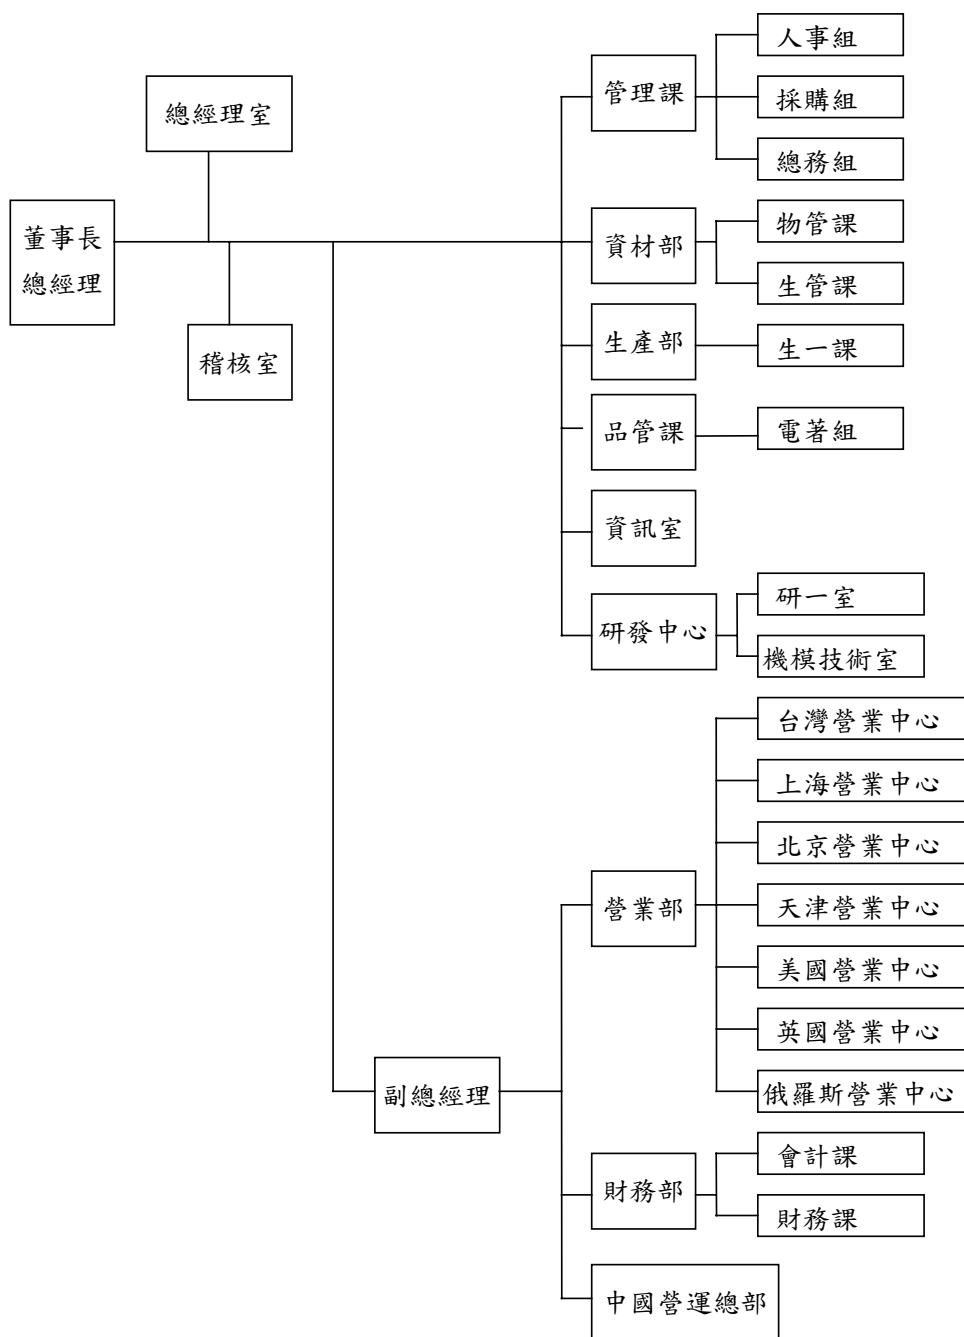 人事組
管理課
採購組
總經理室
總務組
物管課
董事長
總經理
資材部
生管課
稽核室
生產部
生一課
品管課
電著組
資訊室
研發中心
研一室
機模技術室
台灣營業中心
上海營業中心
北京營業中心
營業部
天津營業中心
美國營業中心
英國營業中心
副總經理
俄羅斯營業中心
會計課
財務部
財務課
中國營運總部